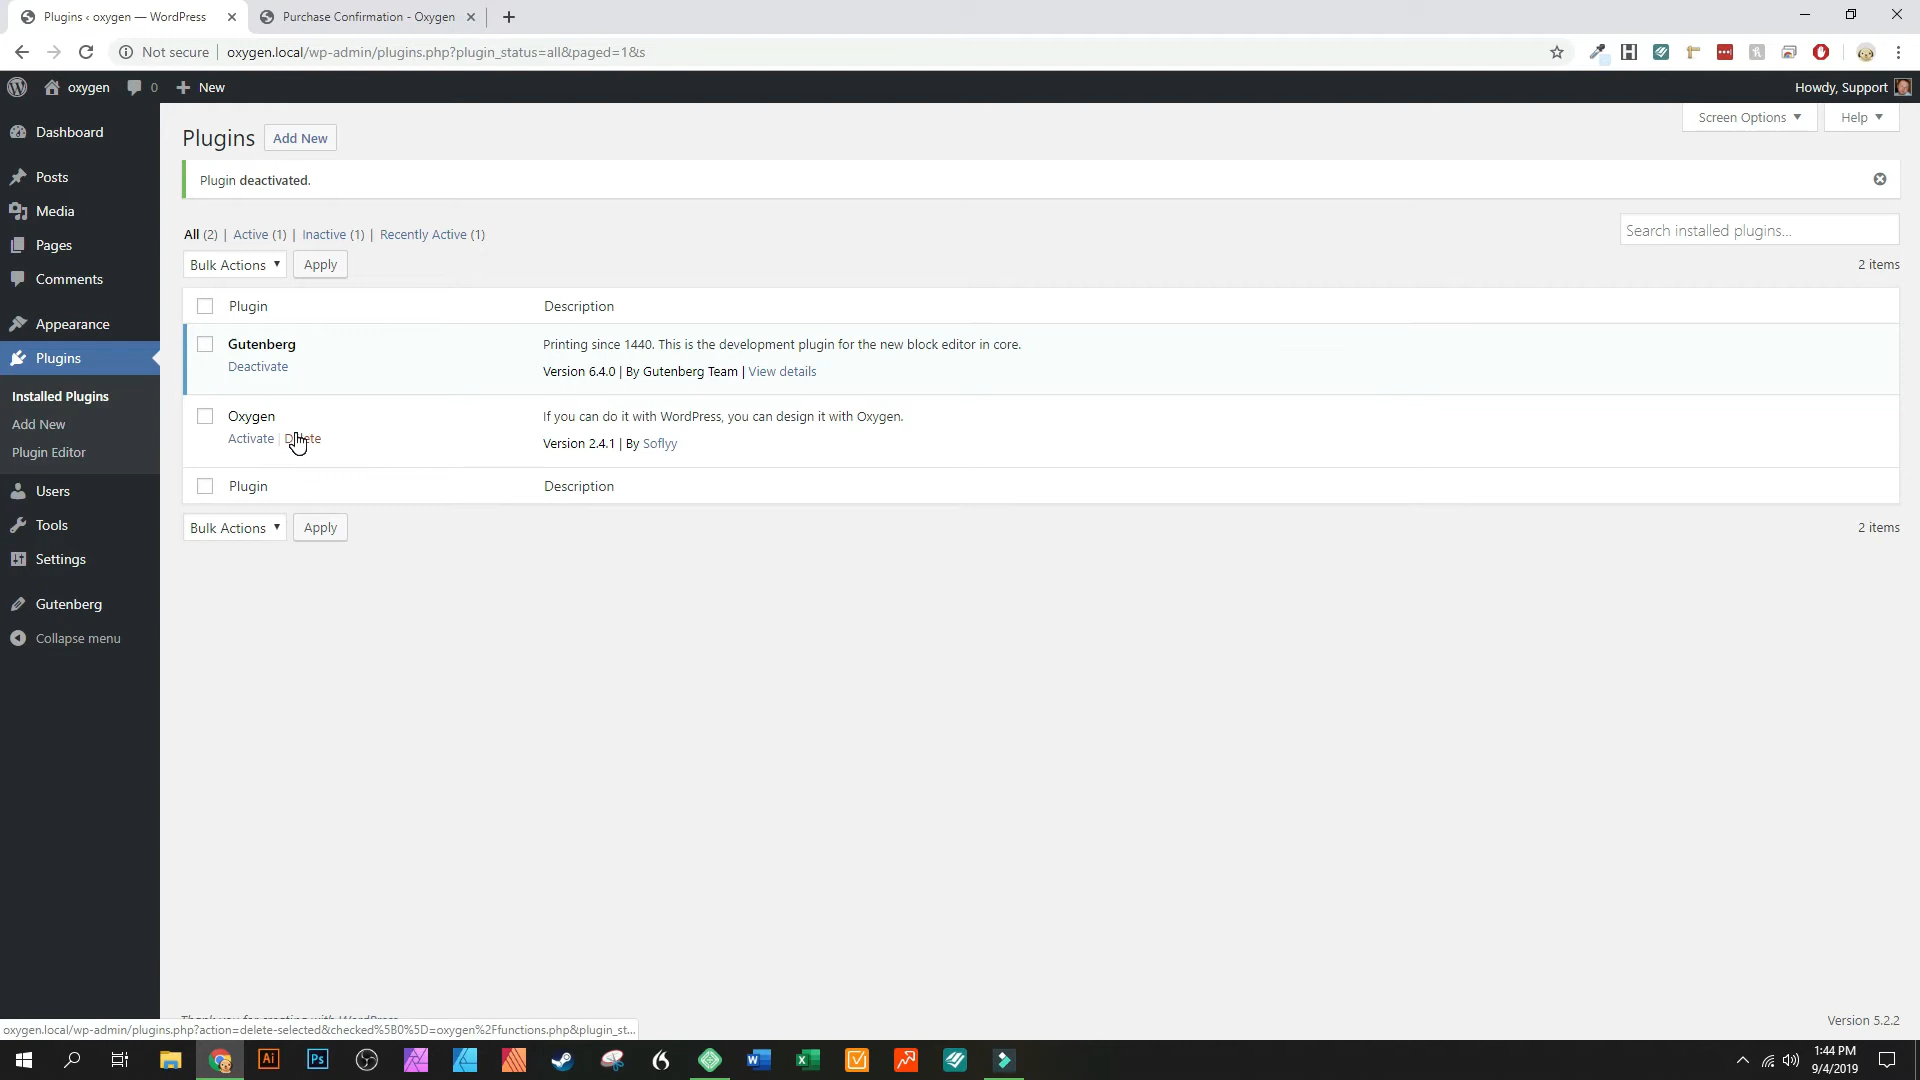 Plugins ‹ oxygen — WordPress
Purchase Confirmation - Oxygen
Not secure
oxygen.local/wp-admin/plugins.php?plugin_status=all&paged=1&s
oxygen
0
New
Howdy, Support
Dashboard
Posts
Media
Pages
Comments
Appearance
Plugins
Installed Plugins
Add New
Plugin Editor
Users
Tools
Settings
Gutenberg
Collapse menu
Screen Options
Help
Plugins
Add New
Plugin deactivated.
All (2) | Active (1) | Inactive (1) | Recently Active (1)
Search installed plugins...
Bulk Actions
Apply
2 items
Plugin
Description
Gutenberg
Deactivate
Printing since 1440. This is the development plugin for the new block editor in core.
Version 6.4.0 | By Gutenberg Team | View details
Oxygen
Activate | Delete
If you can do it with WordPress, you can design it with Oxygen.
Version 2.4.1 | By Soflyy
Plugin
Description
Bulk Actions
Apply
2 items
Version 5.2.2
oxygen.local/wp-admin/plugins.php?action=delete-selected&checked%5B0%5D=oxygen%2Ffunctions.php&plugin_st...
Ai
Ps
1:44 PM
9/4/2019